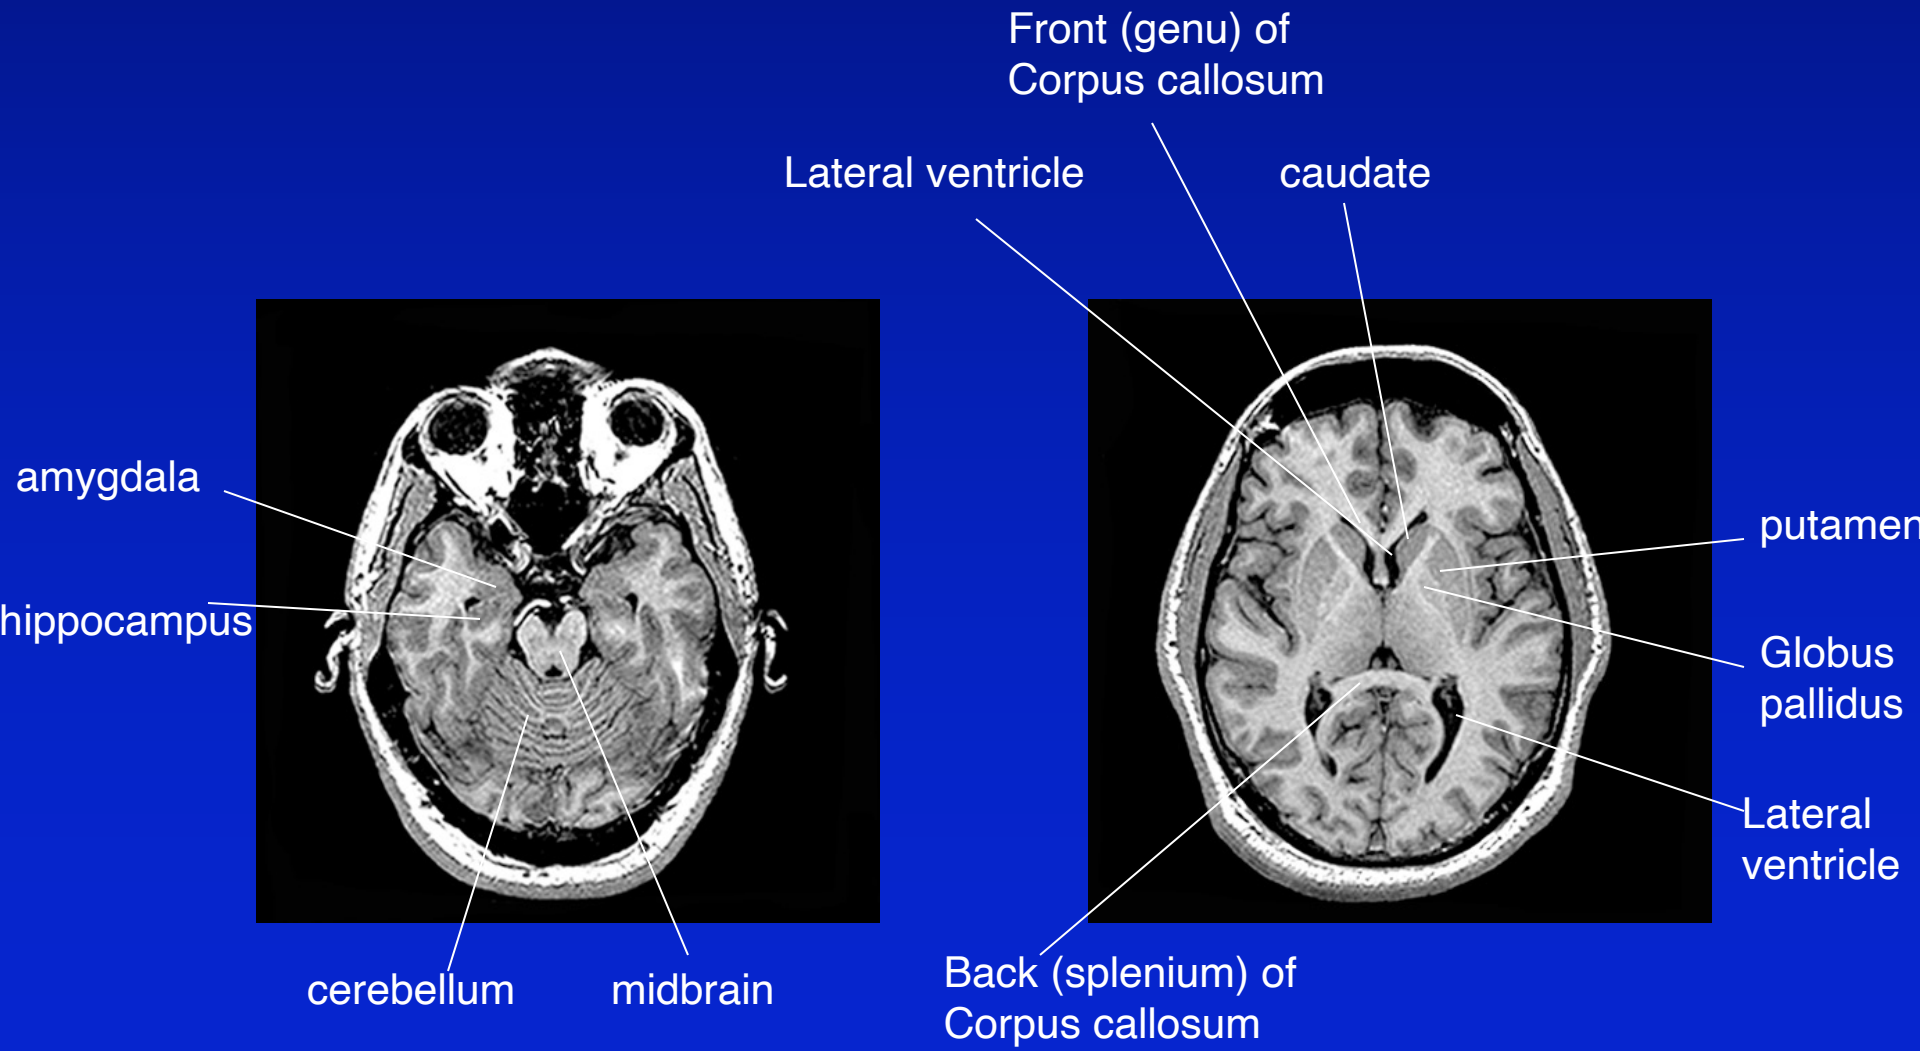 Front (genu) of
Corpus callosum
Lateral ventricle
caudate
amygdala
hippocampus
putamen
Globus
pallidus
Lateral
ventricle
cerebellum
midbrain
Back (splenium) of
Corpus callosum